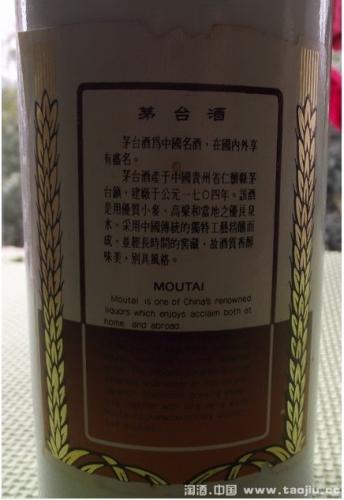 茅台酒
茅台酒爲中國名酒，在國内外享
有盛名。
茅台酒産于中國貴州省仁懷縣茅
台鎮，建廠于公元一七〇四年。該酒
是用優質小麥、高粱和當地之優良泉
水，采用中國傳統的獨特工藝精釀而
成，並經長時間的窖藏，故酒質香醇
味美，别具風格。
MOUTAI
Moutai is one of China's renowned
liquors which enjoys acclaim both at
home and abroad.
淘酒.中国 www.taojiu.cc